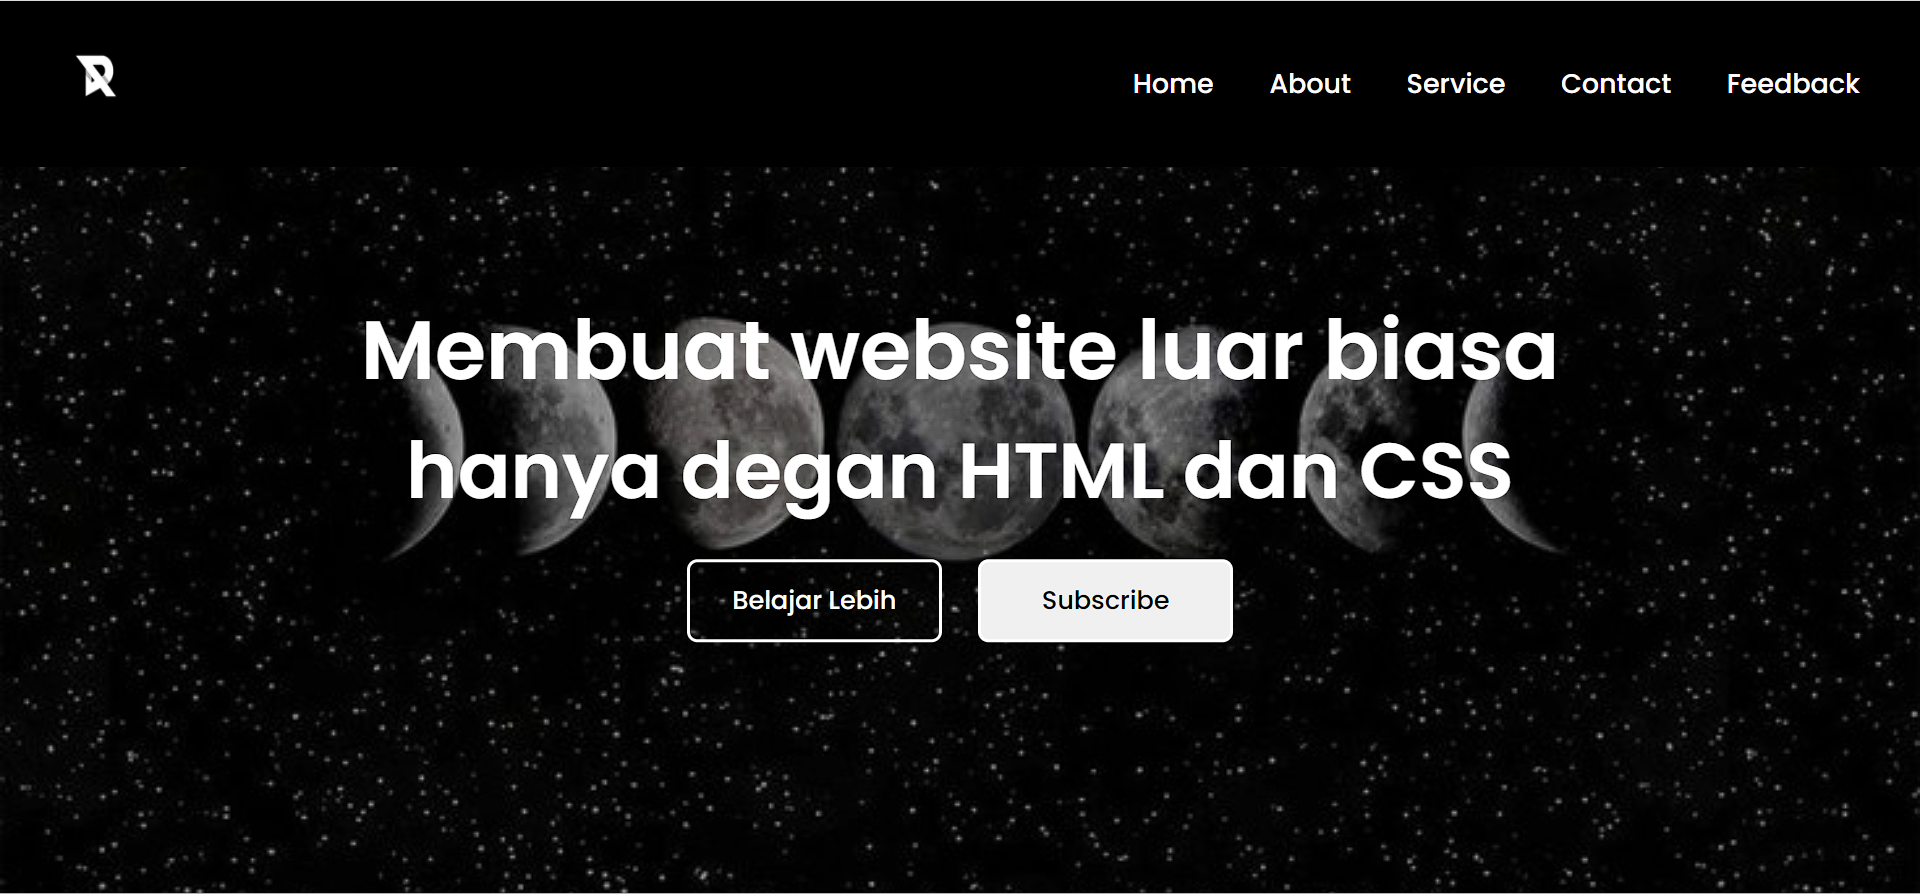 Home About Service Contact Feedback
Membuat website luar biasa
hanya degan HTML dan CSS
Belajar Lebih Subscribe